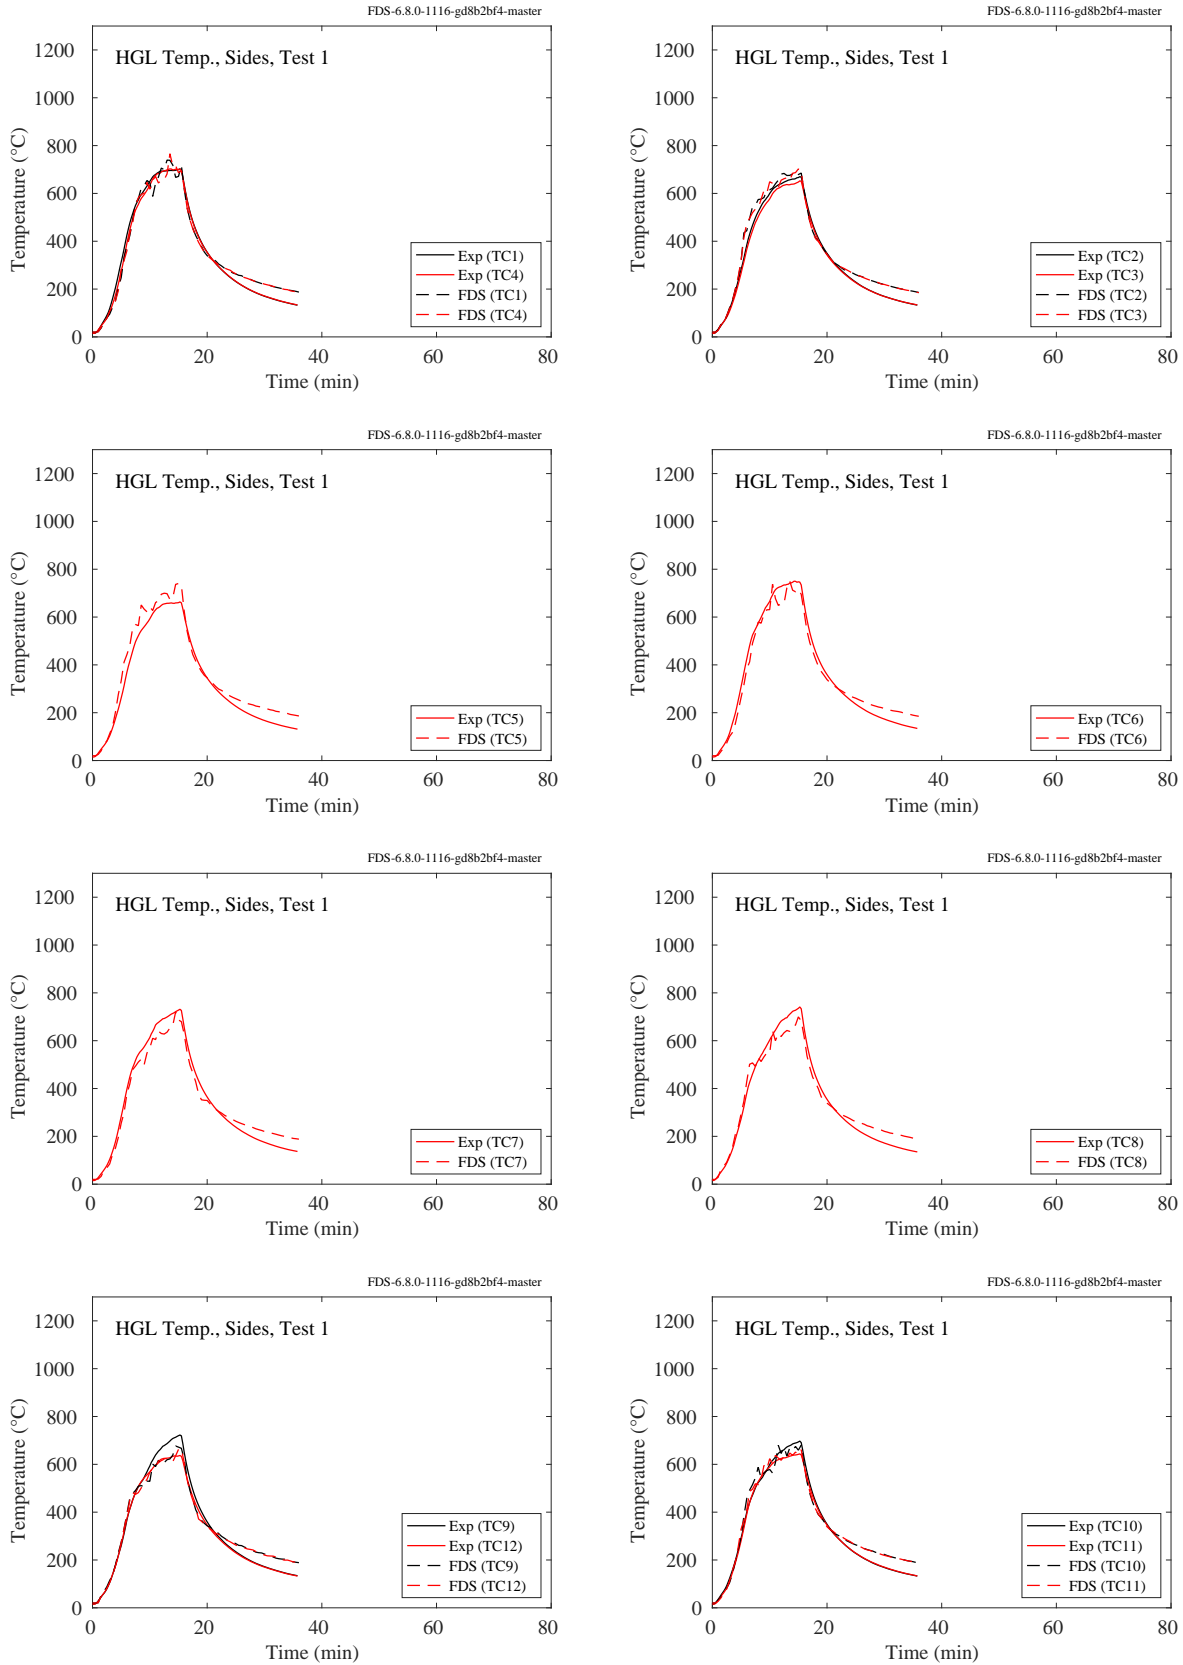 FDS-6.8.0-1116-gd8b2bf4-master
HGL Temp., Sides, Test 1
Temperature (°C)
1200
1000
800
600
400
200
0
Exp (TC1)
Exp (TC4)
FDS (TC1)
FDS (TC4)
0 20 40 60 80
Time (min)
FDS-6.8.0-1116-gd8b2bf4-master
HGL Temp., Sides, Test 1
Temperature (°C)
1200
1000
800
600
400
200
0
Exp (TC2)
Exp (TC3)
FDS (TC2)
FDS (TC3)
0 20 40 60 80
Time (min)
FDS-6.8.0-1116-gd8b2bf4-master
HGL Temp., Sides, Test 1
Temperature (°C)
1200
1000
800
600
400
200
0
Exp (TC5)
FDS (TC5)
0 20 40 60 80
Time (min)
FDS-6.8.0-1116-gd8b2bf4-master
HGL Temp., Sides, Test 1
Temperature (°C)
1200
1000
800
600
400
200
0
Exp (TC6)
FDS (TC6)
0 20 40 60 80
Time (min)
FDS-6.8.0-1116-gd8b2bf4-master
HGL Temp., Sides, Test 1
Temperature (°C)
1200
1000
800
600
400
200
0
Exp (TC7)
FDS (TC7)
0 20 40 60 80
Time (min)
FDS-6.8.0-1116-gd8b2bf4-master
HGL Temp., Sides, Test 1
Temperature (°C)
1200
1000
800
600
400
200
0
Exp (TC8)
FDS (TC8)
0 20 40 60 80
Time (min)
FDS-6.8.0-1116-gd8b2bf4-master
HGL Temp., Sides, Test 1
Temperature (°C)
1200
1000
800
600
400
200
0
Exp (TC9)
Exp (TC12)
FDS (TC9)
FDS (TC12)
0 20 40 60 80
Time (min)
FDS-6.8.0-1116-gd8b2bf4-master
HGL Temp., Sides, Test 1
Temperature (°C)
1200
1000
800
600
400
200
0
Exp (TC10)
Exp (TC11)
FDS (TC10)
FDS (TC11)
0 20 40 60 80
Time (min)